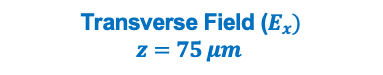 Transverse Field (𝑬ₓ)
𝒛 = 𝟕𝟓 𝝁𝒎